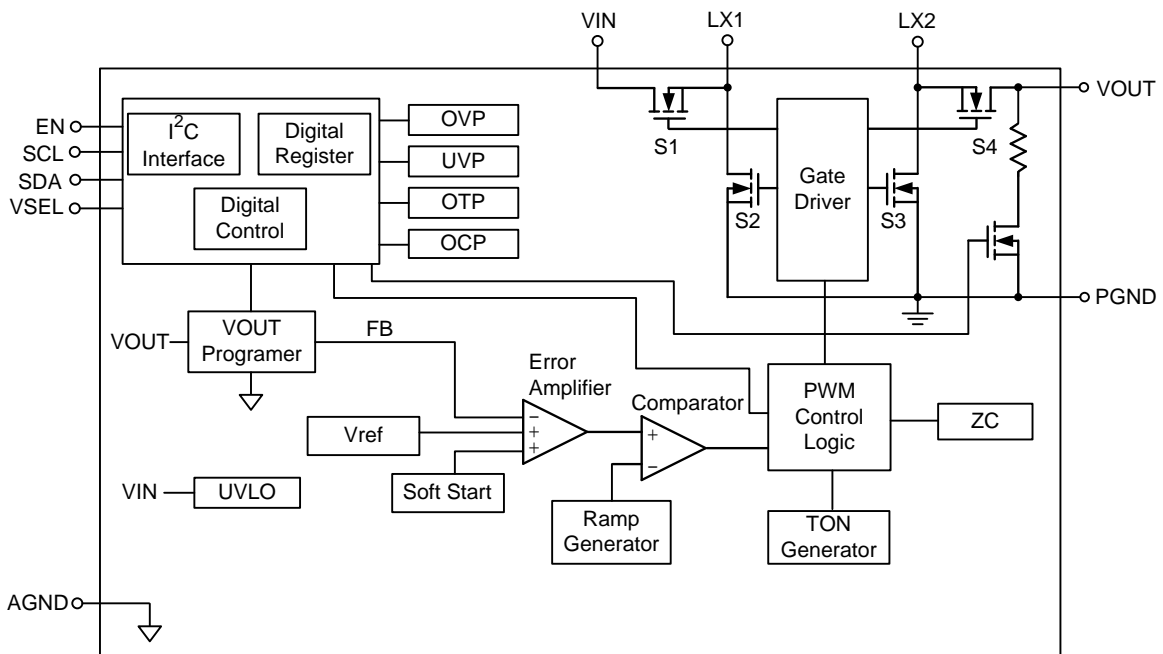 VIN
LX1
LX2
VOUT
EN
SCL
SDA
VSEL
I²C
Interface
Digital
Register
Digital
Control
OVP
UVP
OTP
OCP
S1
S2
Gate
Driver
S3
S4
PGND
VOUT
VOUT
Programer
FB
Error
Amplifier
Comparator
Vref
Soft Start
−
+
+
+
−
Ramp
Generator
PWM
Control
Logic
ZC
TON
Generator
VIN
UVLO
AGND